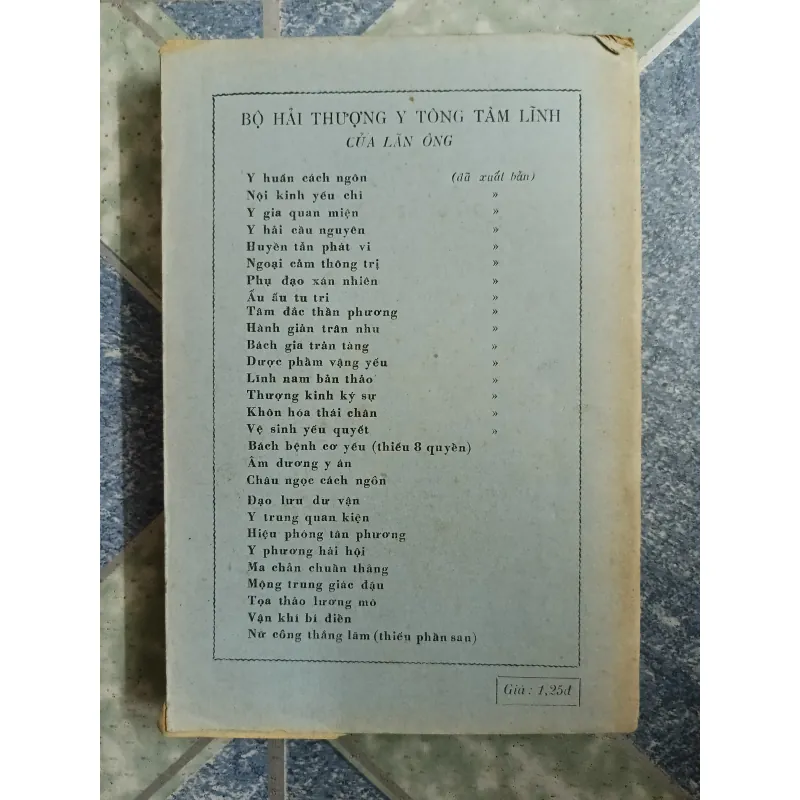 BỘ HẢI THƯỢNG Y TÔNG TÂM LĨNH
CỦA LÃN ÔNG
Y huấn cách ngôn (đã xuất bản)
Nội kinh yếu chỉ »
Y gia quan miện »
Y hải cầu nguyên »
Huyền tẫn phát vi »
Ngoại cảm thông trị »
Phụ đạo xán nhiên »
Ấu ấu tu tri »
Tâm đắc thần phương »
Hành giản trân nhu »
Bách gia trân tàng »
Dược phẩm vậng yếu »
Lĩnh nam bản thảo »
Thượng kinh ký sự »
Khôn hóa thái chân »
Vệ sinh yếu quyết »
Bách bệnh cơ yếu (thiếu 8 quyển)
Âm dương y án
Châu ngọc cách ngôn
Đạo lưu dư vận
Y trung quan kiện
Hiệu phỏng tân phương
Y phương hải hội
Ma chẩn chuẩn thằng
Mộng trung giác đậu
Tọa thảo lương mô
Vận khí bí điển
Nữ công thắng lãm (thiếu phần sau)
Giá : 1,25đ